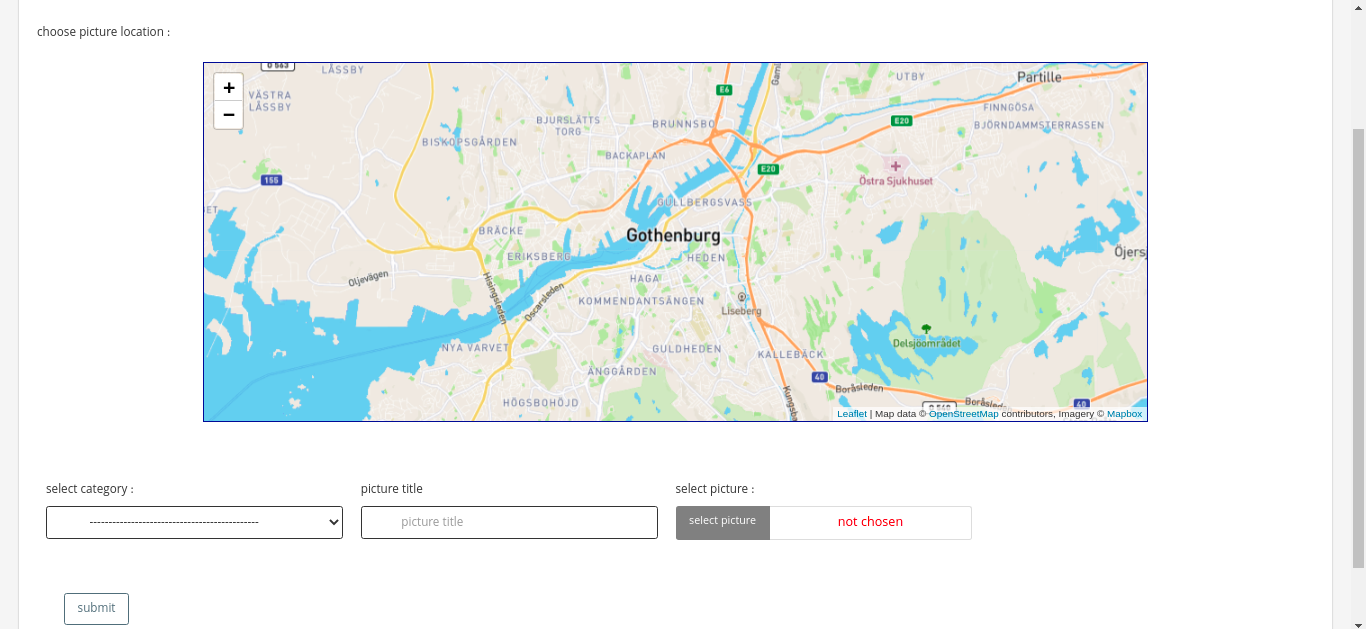 choose picture location :
+
−
LÅSSBY
VÄSTRA
LÅSSBY
155
BISKOPSGÅRDEN
BJURSLÄTTS
TORG
BRUNNSBO
E6
BACKAPLAN
UTBY
Partille
FINNGÖSA
E20
BJÖRNDAMMSTERRASSEN
E20
Östra Sjukhuset
GULLBERGSVASS
BRÄCKE
Gothenburg
ERIKSBERG
HEDEN
Oljevägen
HAGA
Hisingsleden
Oscarsleden
KOMMENDANTSÄNGEN
Liseberg
NYA VARVET
GULDHEDEN
KALLEBÄCK
Delsjöområdet
ÄNGGÅRDEN
40
Boråsleden
HÖGSBOHÖJD
40
Leaflet | Map data © OpenStreetMap contributors, Imagery © Mapbox
select category :
picture title
select picture :
---------------------------------------------
picture title
select picture
not chosen
submit